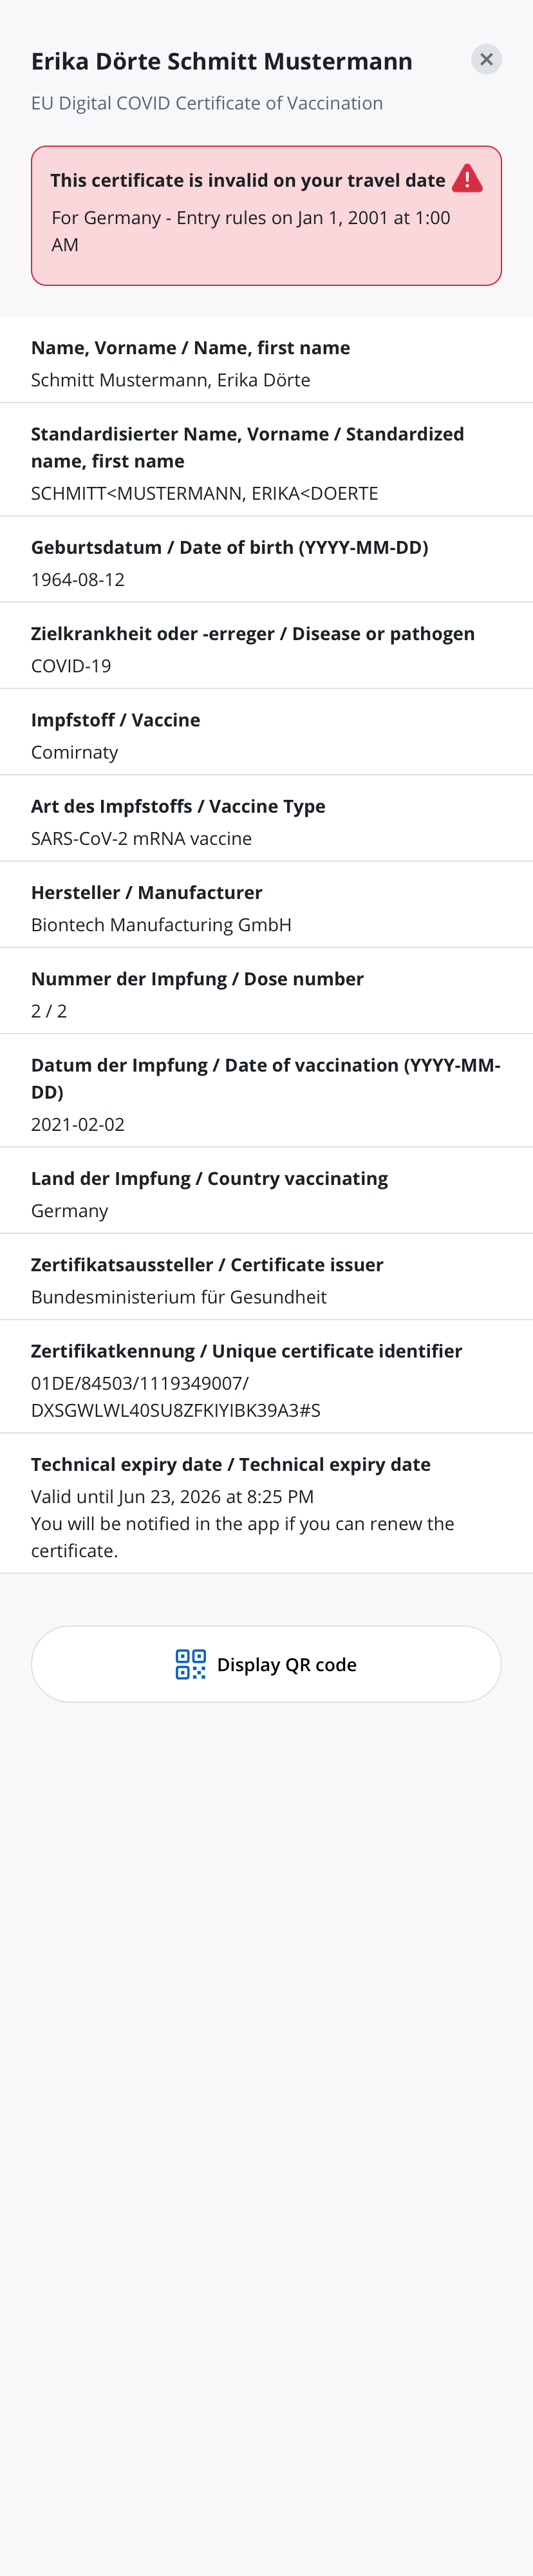 Erika Dörte Schmitt Mustermann
EU Digital COVID Certificate of Vaccination
This certificate is invalid on your travel date
For Germany - Entry rules on Jan 1, 2001 at 1:00
AM
Name, Vorname / Name, first name
Schmitt Mustermann, Erika Dörte
Standardisierter Name, Vorname / Standardized
name, first name
SCHMITT<MUSTERMANN, ERIKA<DOERTE
Geburtsdatum / Date of birth (YYYY-MM-DD)
1964-08-12
Zielkrankheit oder -erreger / Disease or pathogen
COVID-19
Impfstoff / Vaccine
Comirnaty
Art des Impfstoffs / Vaccine Type
SARS-CoV-2 mRNA vaccine
Hersteller / Manufacturer
Biontech Manufacturing GmbH
Nummer der Impfung / Dose number
2 / 2
Datum der Impfung / Date of vaccination (YYYY-MM-
DD)
2021-02-02
Land der Impfung / Country vaccinating
Germany
Zertifikatsaussteller / Certificate issuer
Bundesministerium für Gesundheit
Zertifikatkennung / Unique certificate identifier
01DE/84503/1119349007/
DXSGWLWL40SU8ZFKIYIBK39A3#S
Technical expiry date / Technical expiry date
Valid until Jun 23, 2026 at 8:25 PM
You will be notified in the app if you can renew the
certificate.
Display QR code